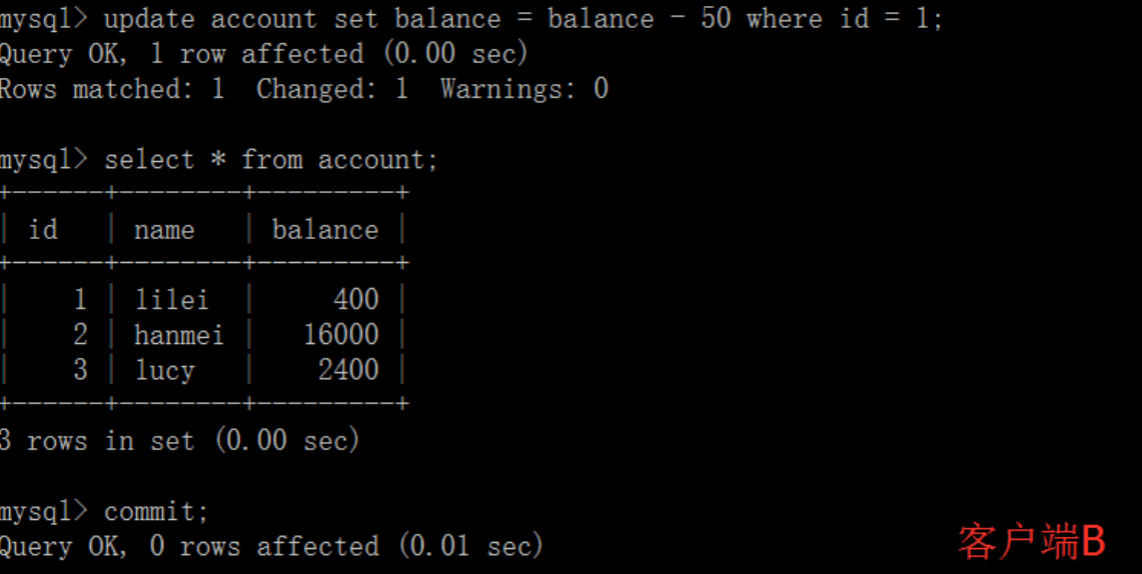 mysql> update account set balance = balance - 50 where id = 1;
Query OK, 1 row affected (0.00 sec)
Rows matched: 1  Changed: 1  Warnings: 0
mysql> select * from account;
+------+--------+---------+
| id   | name   | balance |
+------+--------+---------+
|    1 | lilei  |     400 |
|    2 | hanmei |   16000 |
|    3 | lucy   |    2400 |
+------+--------+---------+
3 rows in set (0.00 sec)
mysql> commit;
Query OK, 0 rows affected (0.01 sec)
客户端B